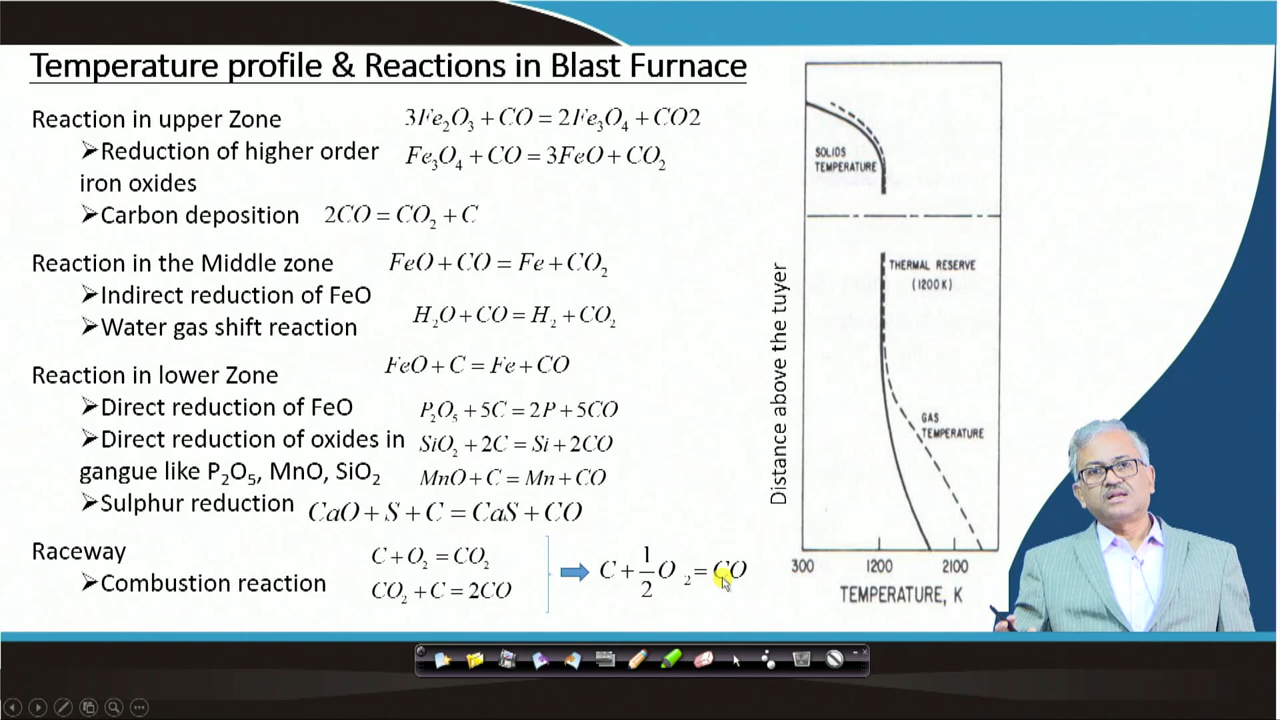 Temperature profile & Reactions in Blast Furnace
Reaction in upper Zone
3Fe₂O₃ + CO = 2Fe₃O₄ + CO2
➢Reduction of higher order
iron oxides
Fe₃O₄ + CO = 3FeO + CO₂
➢Carbon deposition
2CO = CO₂ + C
Reaction in the Middle zone
FeO + CO = Fe + CO₂
➢Indirect reduction of FeO
➢Water gas shift reaction
H₂O + CO = H₂ + CO₂
Reaction in lower Zone
FeO + C = Fe + CO
➢Direct reduction of FeO
P₂O₅ + 5C = 2P + 5CO
➢Direct reduction of oxides in
gangue like P₂O₅, MnO, SiO₂
SiO₂ + 2C = Si + 2CO
MnO + C = Mn + CO
➢Sulphur reduction
CaO + S + C = CaS + CO
Raceway
➢Combustion reaction
C + O₂ = CO₂
CO₂ + C = 2CO
C + 1/2 O ₂ = CO
Distance above the tuyer
SOLIDS
TEMPERATURE
THERMAL RESERVE
(1200K)
GAS
TEMPERATURE
300 1200 2100
TEMPERATURE, K